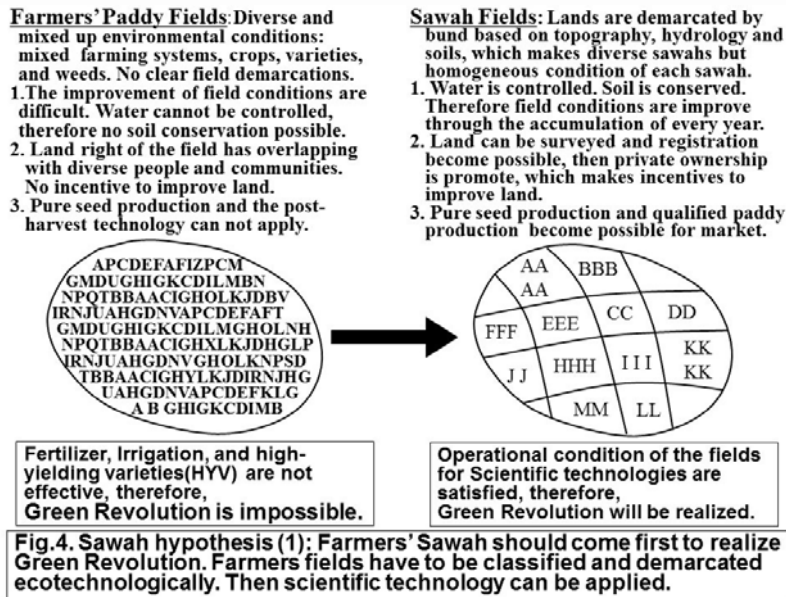 Farmers' Paddy Fields: Diverse and
mixed up environmental conditions:
mixed farming systems, crops, varieties,
and weeds. No clear field demarcations.
1.The improvement of field conditions are
difficult. Water cannot be controlled,
therefore no soil conservation possible.
2. Land right of the field has overlapping
with diverse people and communities.
No incentive to improve land.
3. Pure seed production and the post-
harvest technology can not apply.
APCDEFAFIZPCM
GMDUGHIGKCDILMBN
NPQTBBAACIGHOLKJDBV
IRNJUAHGDNVAPCDEFAFT
GMDUGHIGKCDILMGHOLNH
NPQTBBAACIGHXLKJDHGLP
IRNJUAHGDNVGHOLKNPSD
TBBAACIGHYLKJDIRNJHG
UAHGDNVAPCDEFKLG
A B GHIGKCDIMB
Fertilizer, Irrigation, and high-
yielding varieties(HYV) are not
effective, therefore,
Green Revolution is impossible.
Sawah Fields: Lands are demarcated by
bund based on topography, hydrology and
soils, which makes diverse sawahs but
homogeneous condition of each sawah.
1. Water is controlled. Soil is conserved.
Therefore field conditions are improve
through the accumulation of every year.
2. Land can be surveyed and registration
become possible, then private ownership
is promote, which makes incentives to
improve land.
3. Pure seed production and qualified paddy
production become possible for market.
AA BBB
AA
FFF EEE CC DD
JJ HHH III KK
KK
MM LL
Operational condition of the fields
for Scientific technologies are
satisfied, therefore,
Green Revolution will be realized.
Fig.4. Sawah hypothesis (1): Farmers' Sawah should come first to realize
Green Revolution. Farmers fields have to be classified and demarcated
ecotechnologically. Then scientific technology can be applied.